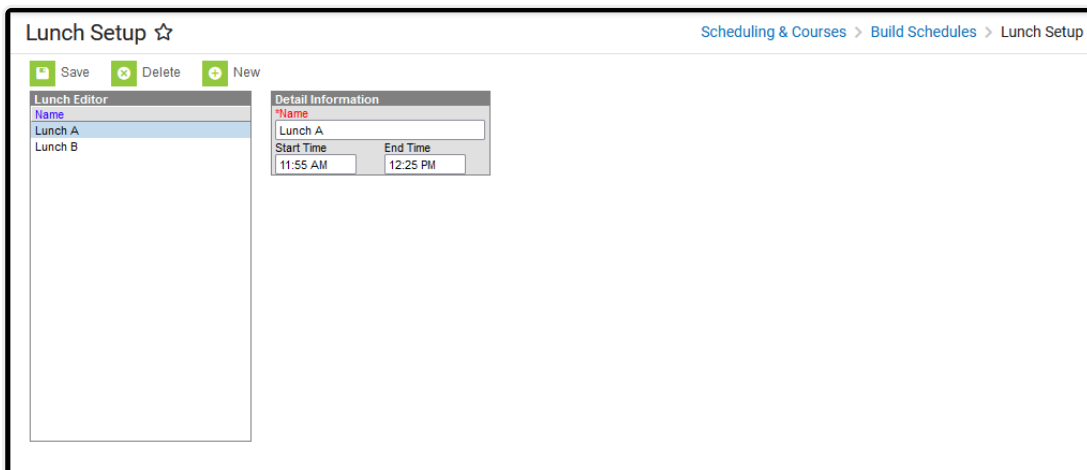 Lunch Setup
Scheduling & Courses > Build Schedules > Lunch Setup
Save Delete New
Lunch Editor
Name
Lunch A
Lunch B
Detail Information
*Name
Lunch A
Start Time End Time
11:55 AM 12:25 PM